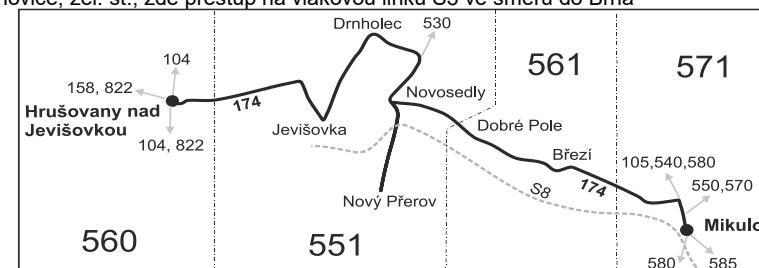 novice, žel. st., zde přestup na vlakovou linku S3 ve směru do Brna
Drnholec
530
561
571
104
158, 822
174
Novosedly
Hrušovany nad
Jevišovkou
104, 822
Jevišovka
Dobré Pole
Březí
105,540,580
174
550,570
S8
Nový Přerov
Mikulo
560
551
580
585